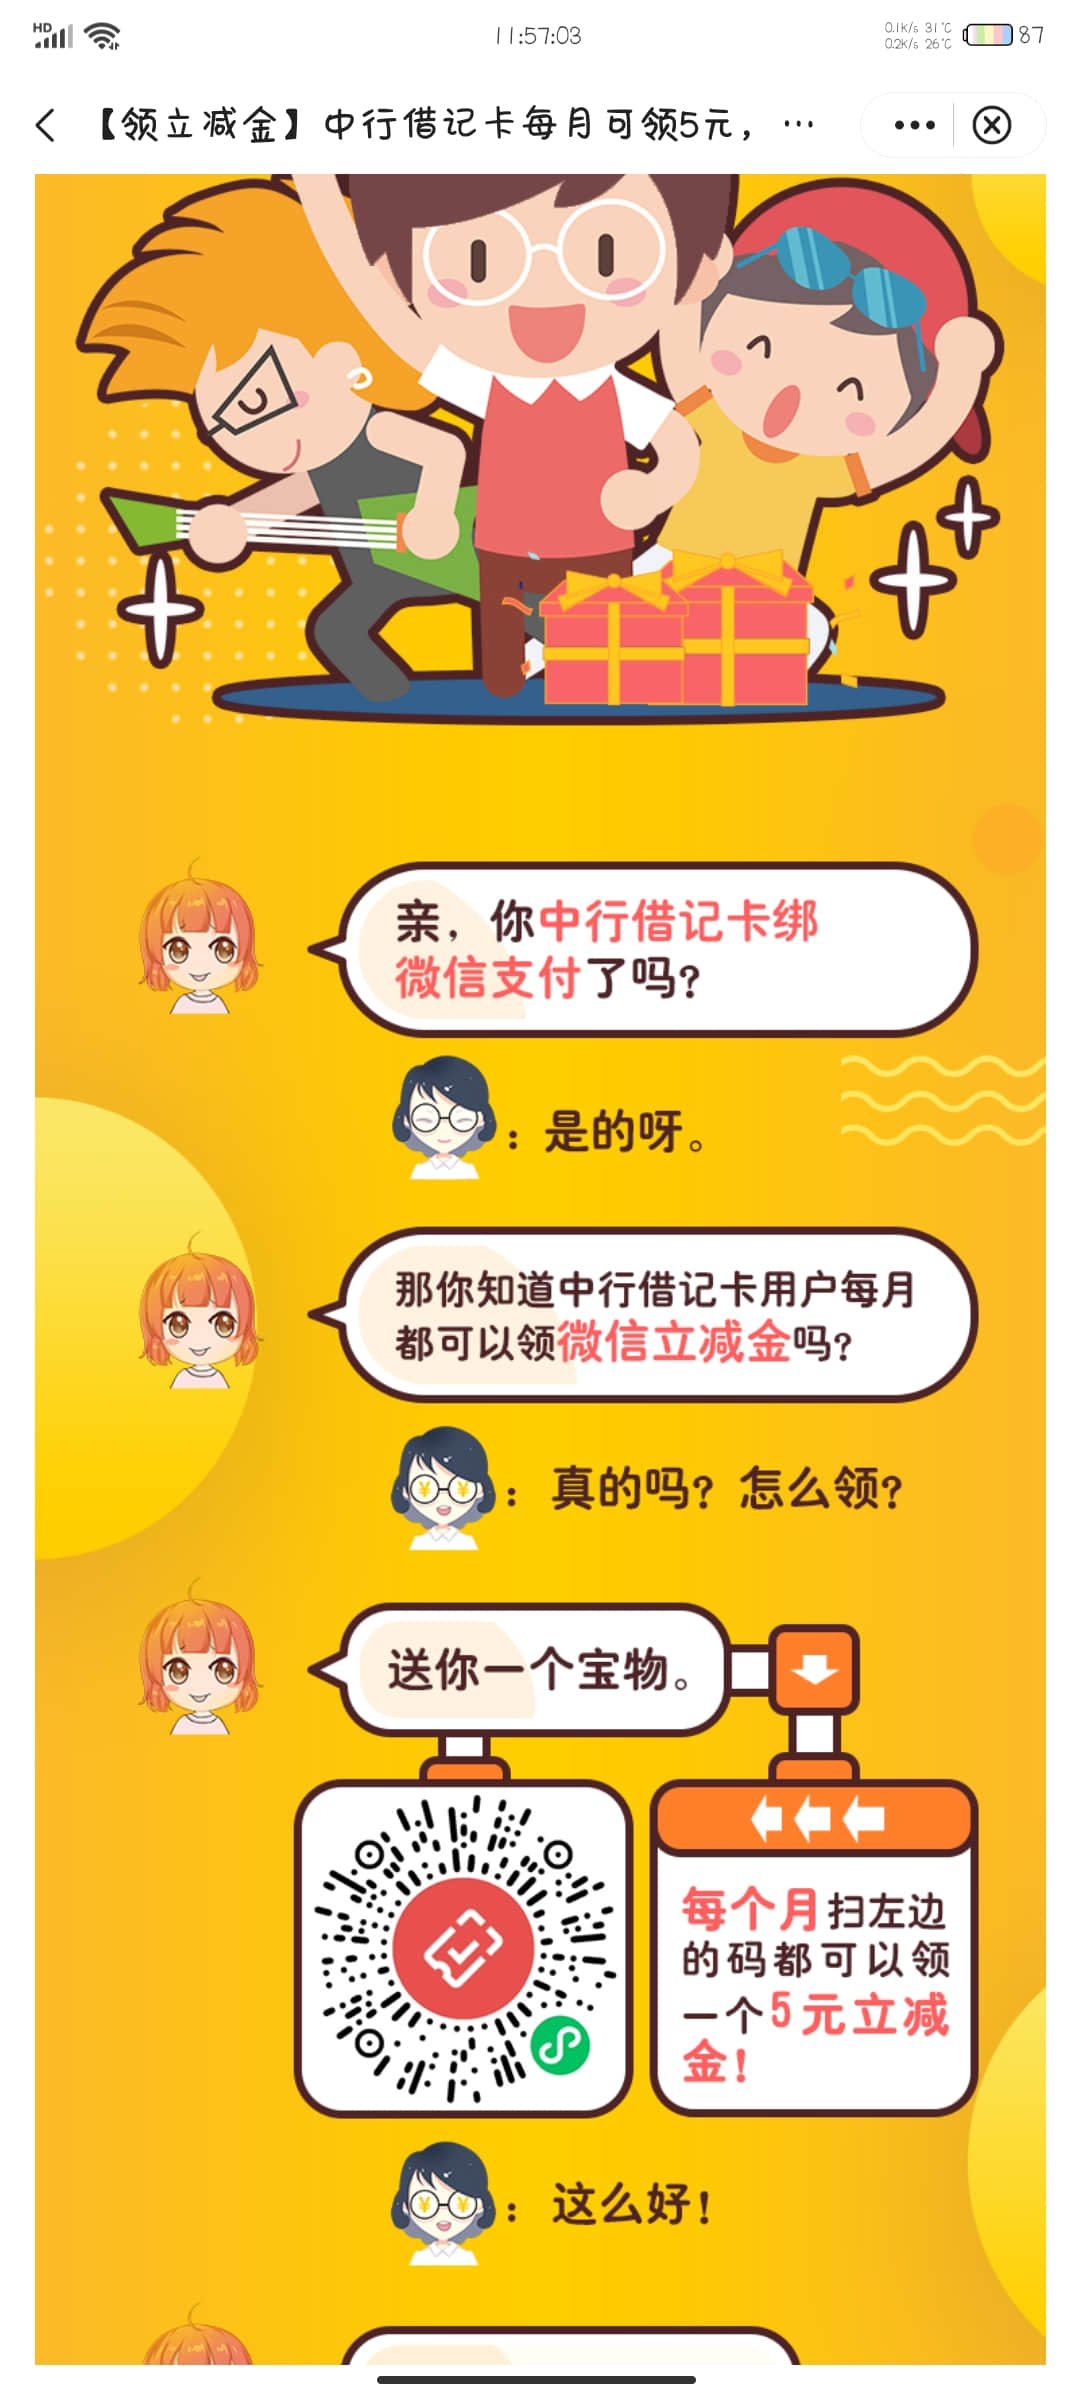 HD
11:57:03
0.1K/s 31℃
0.2K/s 26℃
87
【领立减金】中行借记卡每月可领5元，…
亲，你中行借记卡绑
微信支付了吗？
：是的呀。
那你知道中行借记卡用户每月
都可以领微信立减金吗？
：真的吗？怎么领？
送你一个宝物。
每个月扫左边
的码都可以领
一个5元立减
金！
：这么好！